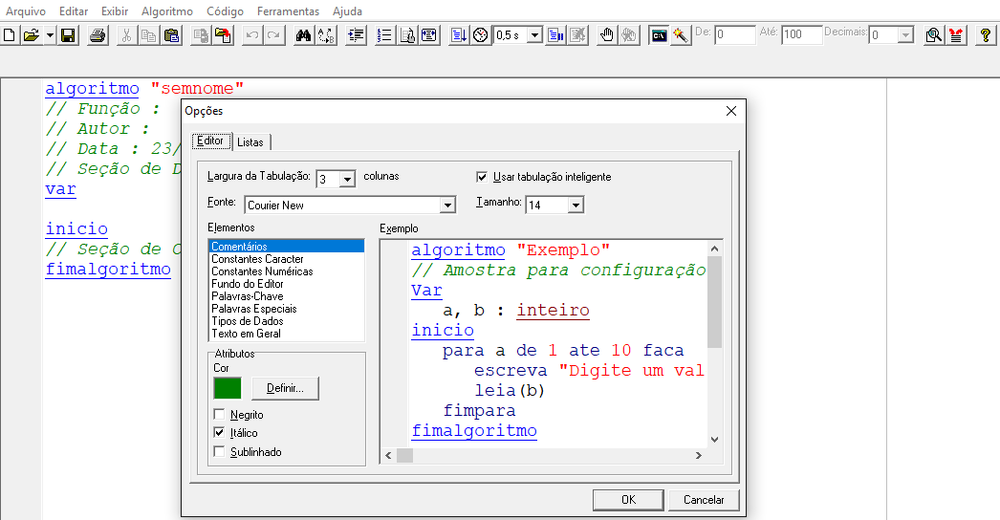 Arquivo Editar Exibir Algoritmo Código Ferramentas Ajuda
0,5 s De: 0 Até: 100 Decimais: 0
algoritmo "semnome"
// Função :
// Autor :
// Data : 23/
// Seção de D
var
inicio
// Seção de C
fimalgoritmo
Opções
Editor Listas
Largura da Tabulação: 3 colunas Usar tabulação inteligente
Fonte: Courier New Tamanho: 14
Elementos
Comentários
Constantes Caracter
Constantes Numéricas
Fundo do Editor
Palavras-Chave
Palavras Especiais
Tipos de Dados
Texto em Geral
Atributos
Cor
Definir...
Negrito
Itálico
Sublinhado
Exemplo
algoritmo "Exemplo"
// Amostra para configuração
Var
a, b : inteiro
inicio
para a de 1 ate 10 faca
escreva "Digite um val
leia(b)
fimpara
fimalgoritmo
OK Cancelar